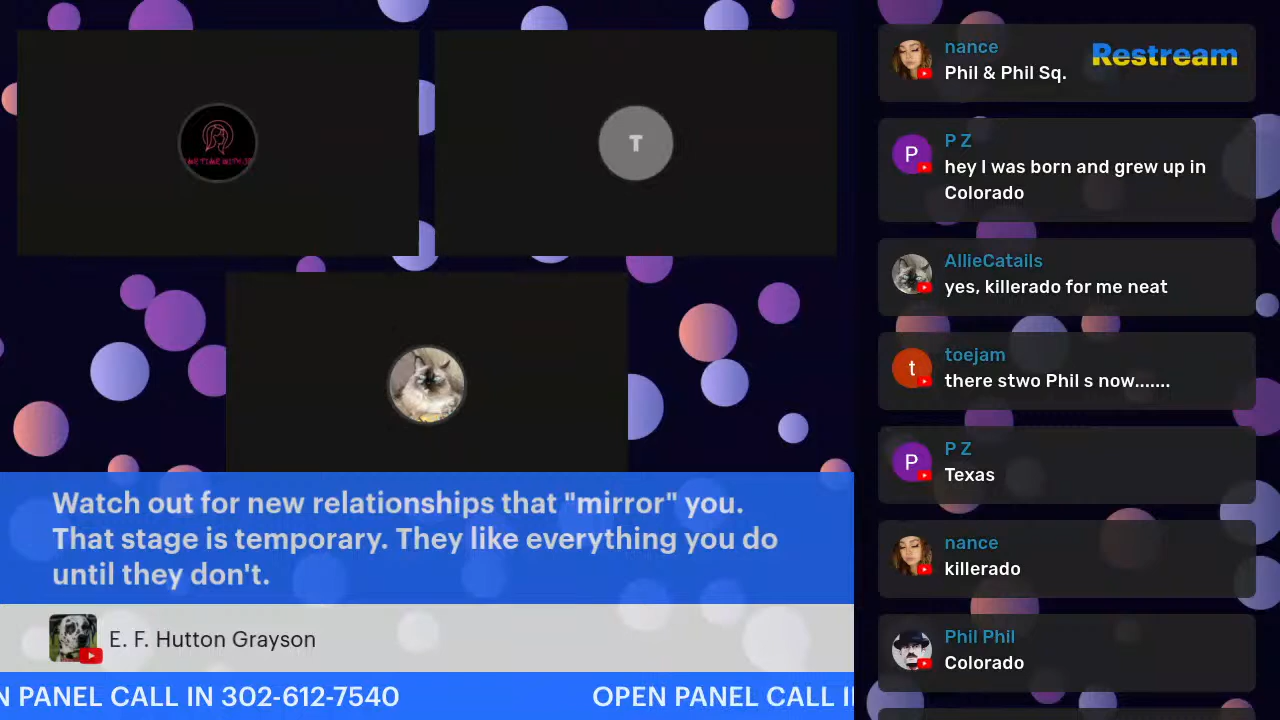 T
Watch out for new relationships that "mirror" you.
That stage is temporary. They like everything you do
until they don't.
E. F. Hutton Grayson
N PANEL CALL IN 302-612-7540
OPEN PANEL CALL I
nance
Phil & Phil Sq.
Restream
P
P Z
hey I was born and grew up in
Colorado
AllieCatails
yes, killerado for me neat
t
toejam
there stwo Phil s now.......
P
P Z
Texas
nance
killerado
Phil Phil
Colorado